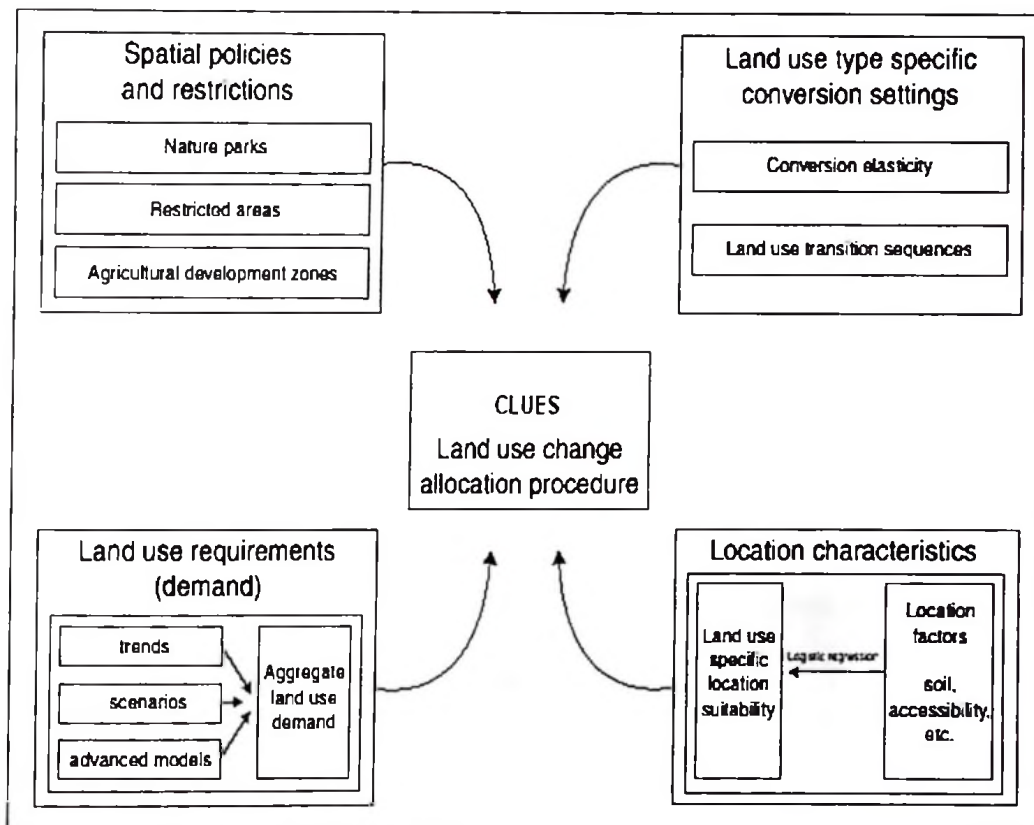 Spatial policies
and restrictions
Nature parks
Restricted areas
Agricultural development zones
Land use type specific
conversion settings
Conversion elasticity
Land use transition sequences
CLUES
Land use change
allocation procedure
Land use requirements
(demand)
trends
scenarios
advanced models
Aggregate
land use
demand
Location characteristics
Land use
specific
location
suitability
Logistic regression
Location
factors
soil,
accessibility,
etc.